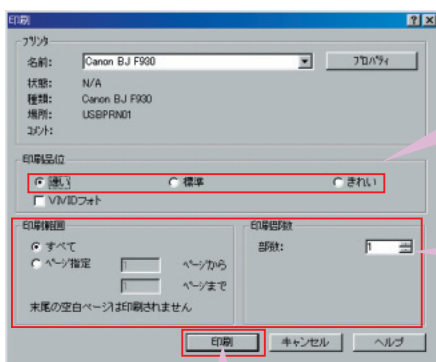 印刷
プリンタ
名前: Canon BJ F930 プロパティ
状態: N/A
種類: Canon BJ F930
場所: USBPRN01
コメント:
印刷品位
速い 標準 きれい
VIVIDフォト
印刷範囲
すべて
ページ指定 1 ページから
1 ページまで
末尾の空白ページは印刷されません
印刷部数
部数: 1
印刷 キャンセル ヘルプ